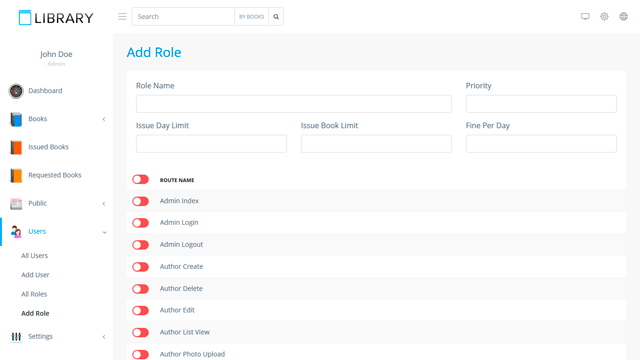 LIBRARY
Search
BY BOOKS
John Doe
Admin
Dashboard
Books
Issued Books
Requested Books
Public
Users
All Users
Add User
All Roles
Add Role
Settings
Add Role
Role Name
Priority
Issue Day Limit
Issue Book Limit
Fine Per Day
ROUTE NAME
Admin Index
Admin Login
Admin Logout
Author Create
Author Delete
Author Edit
Author List View
Author Photo Upload